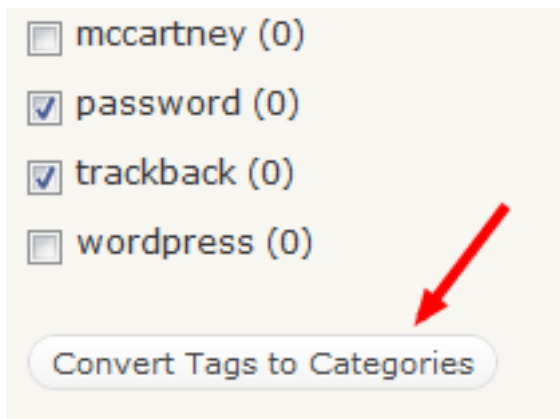 mccartney (0)
password (0)
trackback (0)
wordpress (0)
Convert Tags to Categories